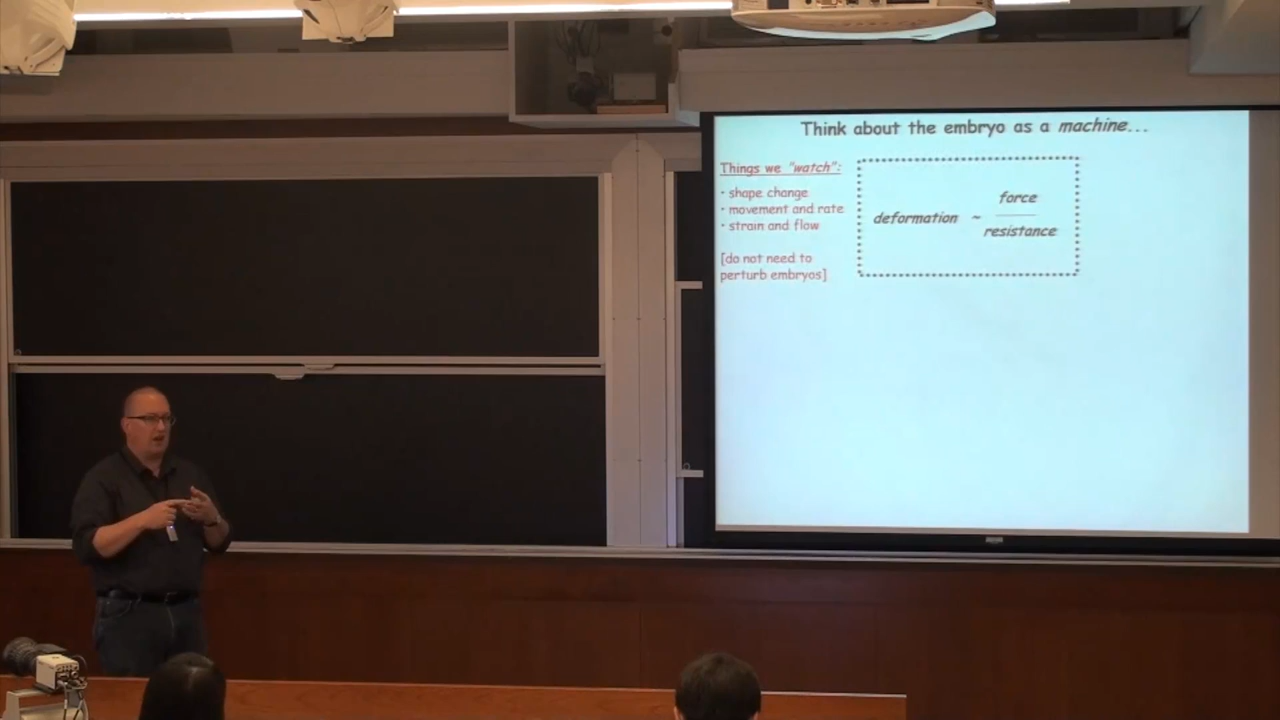 Think about the embryo as a machine...
Things we "watch":
• shape change
• movement and rate
• strain and flow
[do not need to
perturb embryos]
force
deformation ~
resistance